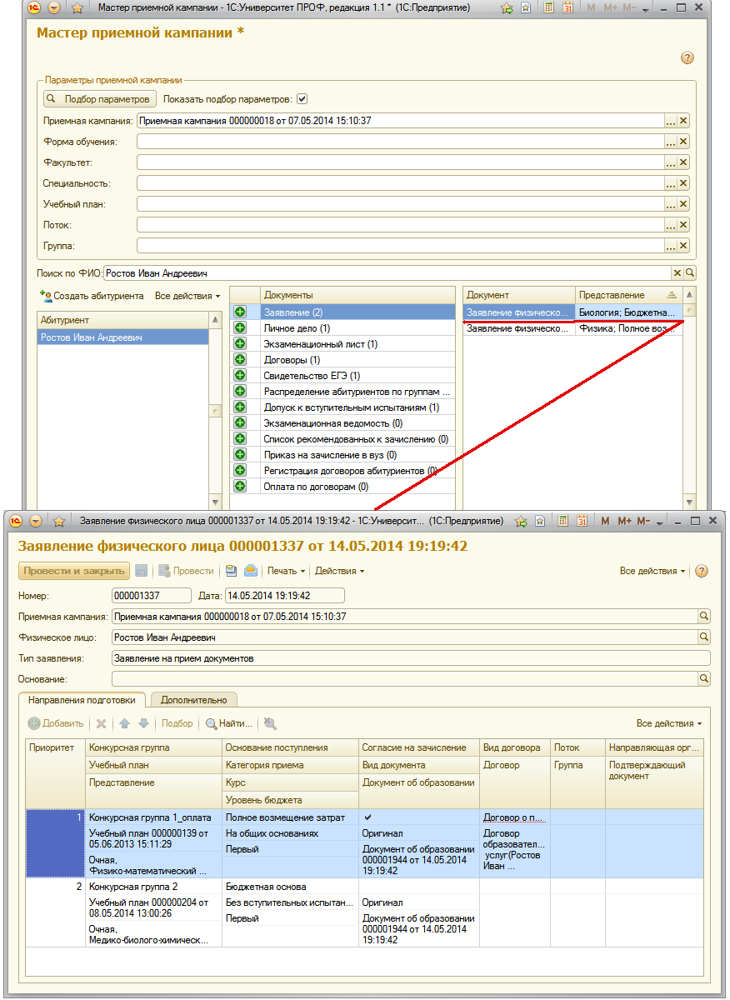 Мастер приемной кампании - 1С:Университет ПРОФ, редакция 1.1 * (1С:Предприятие)
M M+ M-
Мастер приемной кампании *
Параметры приемной кампании
Подбор параметров Показать подбор параметров:
Приемная кампания: Приемная кампания 000000018 от 07.05.2014 15:10:37
Форма обучения:
Факультет:
Специальность:
Учебный план:
Поток:
Группа:
Поиск по ФИО: Ростов Иван Андреевич
Создать абитуриента Все действия
Абитуриент
Ростов Иван Андреевич
Документы
Заявление (2)
Личное дело (1)
Экзаменационный лист (1)
Договоры (1)
Свидетельство ЕГЭ (1)
Распределение абитуриентов по группам ...
Допуск к вступительным испытаниям (1)
Экзаменационная ведомость (0)
Список рекомендованных к зачислению (0)
Приказ на зачисление в вуз (0)
Регистрация договоров абитуриентов (0)
Оплата по договорам (0)
Документ Представление
Заявление физическо... Биология; Бюджетна...
Заявление физическо... Физика; Полное воз...
Заявление физического лица 000001337 от 14.05.2014 19:19:42 - 1С:Университ... (1С:Предприятие)
M M+ M-
Заявление физического лица 000001337 от 14.05.2014 19:19:42
Провести и закрыть Провести Печать Действия Все действия
Номер: 000001337 Дата: 14.05.2014 19:19:42
Приемная кампания: Приемная кампания 000000018 от 07.05.2014 15:10:37
Физическое лицо: Ростов Иван Андреевич
Тип заявления: Заявление на прием документов
Основание:
Направления подготовки Дополнительно
Добавить Подбор Найти... Все действия
Приоритет Конкурсная группа Основание поступления Согласие на зачисление Вид договора Поток Направляющая орг...
Учебный план Категория приема Вид документа Договор Группа Подтверждающий документ
Представление Курс Документ об образовании
Уровень бюджета
1 Конкурсная группа 1_оплата Полное возмещение затрат Договор о п...
Учебный план 000000139 от 05.06.2013 15:11:29 На общих основаниях Оригинал Договор образовател... услуг(Ростов Иван ...
Очная, Физико-математический ... Первый Документ об образовании 000001944 от 14.05.2014 19:19:42
2 Конкурсная группа 2 Бюджетная основа
Учебный план 000000204 от 08.05.2014 13:00:26 Без вступительных испытан... Оригинал
Очная, Медико-биолого-химическ... Первый Документ об образовании 000001944 от 14.05.2014 19:19:42